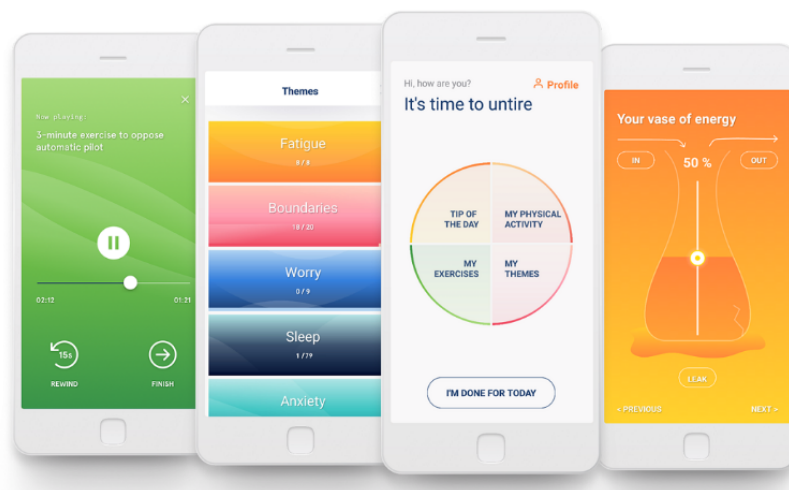 Now playing:
3-minute exercise to oppose
automatic pilot
02:12
01:21
15s
REWIND
FINISH
Themes
Fatigue
0 / 8
Boundaries
19 / 20
Worry
0 / 9
Sleep
1 /79
Anxiety
Hi, how are you?
Profile
It's time to untire
TIP OF
THE DAY
MY PHYSICAL
ACTIVITY
MY
EXERCISES
MY
THEMES
I'M DONE FOR TODAY
Your vase of energy
IN
50 %
OUT
LEAK
< PREVIOUS
NEXT >